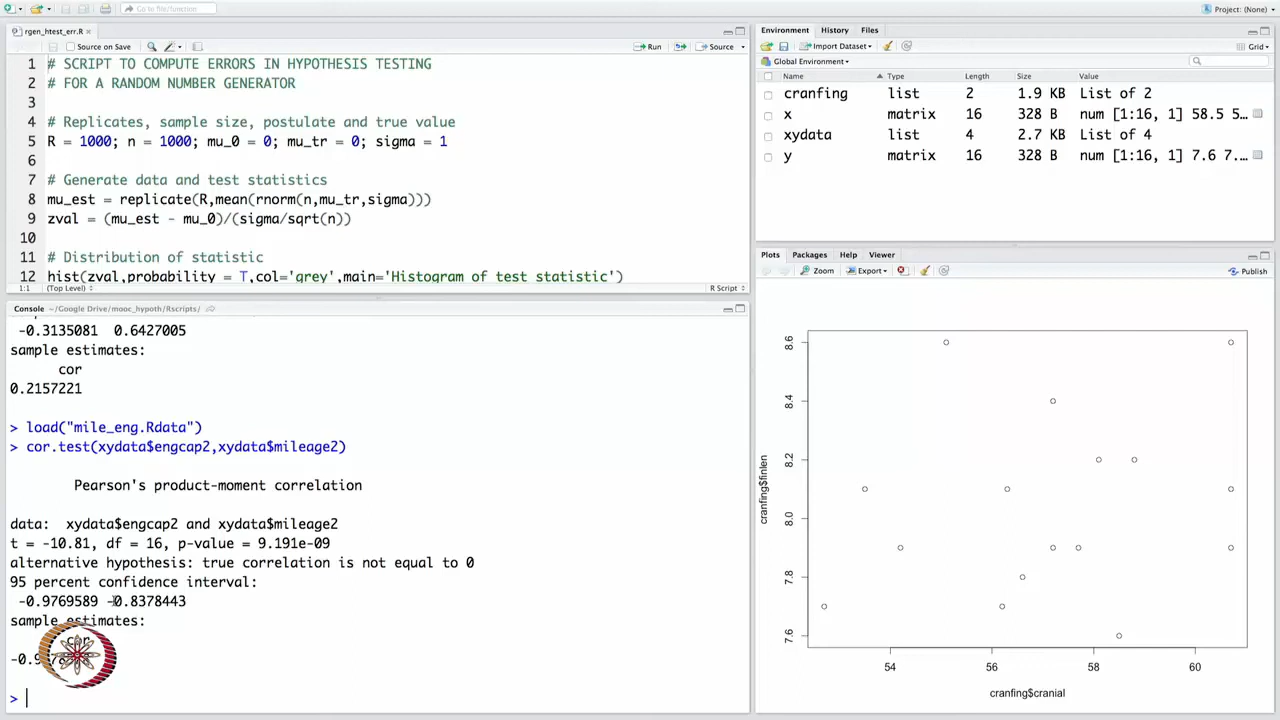 Go to file/function
Project: (None)
rgen_htest_err.R
Source on Save
Run
Source
1 # SCRIPT TO COMPUTE ERRORS IN HYPOTHESIS TESTING
2 # FOR A RANDOM NUMBER GENERATOR
3
4 # Replicates, sample size, postulate and true value
5 R = 1000; n = 1000; mu_0 = 0; mu_tr = 0; sigma = 1
6
7 # Generate data and test statistics
8 mu_est = replicate(R,mean(rnorm(n,mu_tr,sigma)))
9 zval = (mu_est - mu_0)/(sigma/sqrt(n))
10
11 # Distribution of statistic
12 hist(zval,probability = T,col='grey',main='Histogram of test statistic')
1:1 (Top Level) R Script
Console ~/Google Drive/mooc_hypoth/Rscripts/
-0.3135081 0.6427005
sample estimates:
cor
0.2157221
> load("mile_eng.Rdata")
> cor.test(xydata$engcap2,xydata$mileage2)
Pearson's product-moment correlation
data: xydata$engcap2 and xydata$mileage2
t = -10.81, df = 16, p-value = 9.191e-09
alternative hypothesis: true correlation is not equal to 0
95 percent confidence interval:
-0.9769589 -0.8378443
sample estimates:
cor
>
Environment History Files
Import Dataset Grid
Global Environment
Name Type Length Size Value
cranfing list 2 1.9 KB List of 2
x matrix 16 328 B num [1:16, 1] 58.5 5…
xydata list 4 2.7 KB List of 4
y matrix 16 328 B num [1:16, 1] 7.6 7.…
Plots Packages Help Viewer
Zoom Export Publish
8.6
8.4
8.2
8.0
7.8
7.6
cranfing$finlen
54 56 58 60
cranfing$cranial